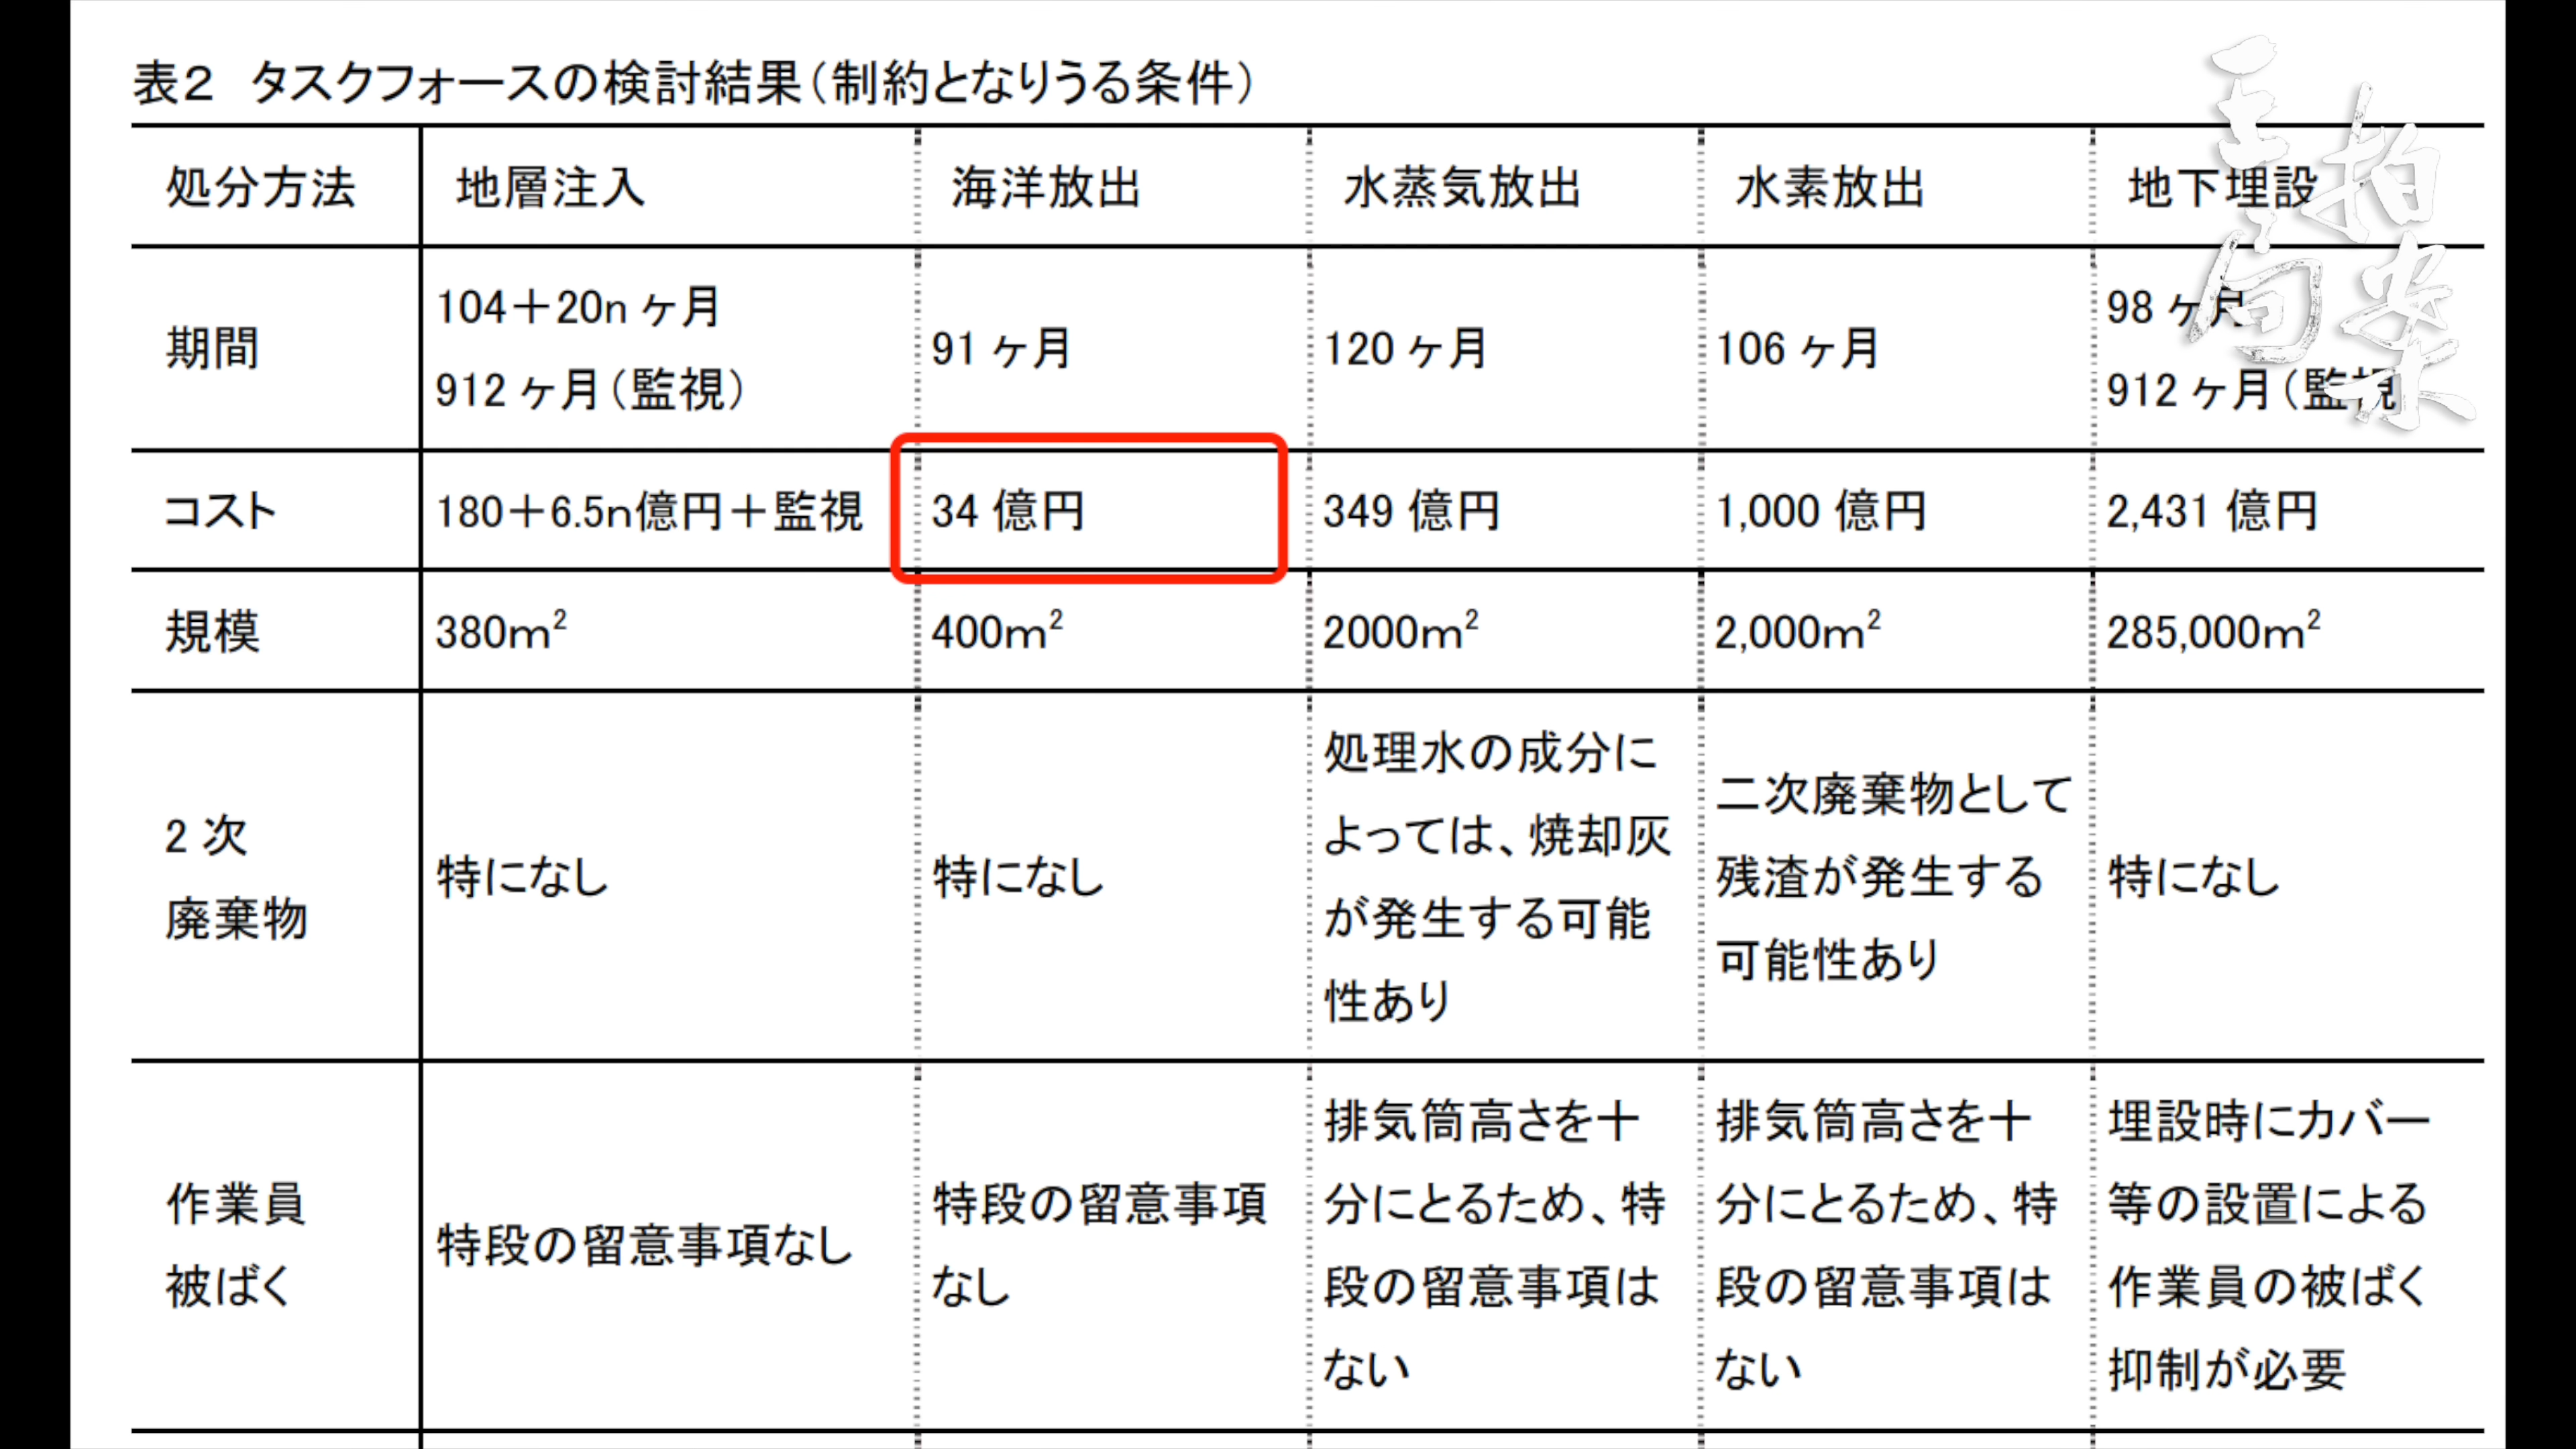 表2 タスクフォースの検討結果(制約となりうる条件)
処分方法 地層注入 海洋放出 水蒸気放出 水素放出 地下埋設
期間
104+20n ヶ月
912 ヶ月(監視)
91 ヶ月
120 ヶ月
106 ヶ月
98 ヶ月
912 ヶ月(監視
コスト 180+6.5n億円+監視 34 億円 349 億円 1,000 億円 2,431 億円
規模 380m² 400m² 2000m² 2,000m² 285,000m²
2 次
廃棄物
特になし
特になし
処理水の成分に
よっては、焼却灰
が発生する可能
性あり
二次廃棄物として
残渣が発生する
可能性あり
特になし
作業員
被ばく
特段の留意事項なし
特段の留意事項
なし
排気筒高さを十
分にとるため、特
段の留意事項は
ない
排気筒高さを十
分にとるため、特
段の留意事項は
ない
埋設時にカバー
等の設置による
作業員の被ばく
抑制が必要
拍案